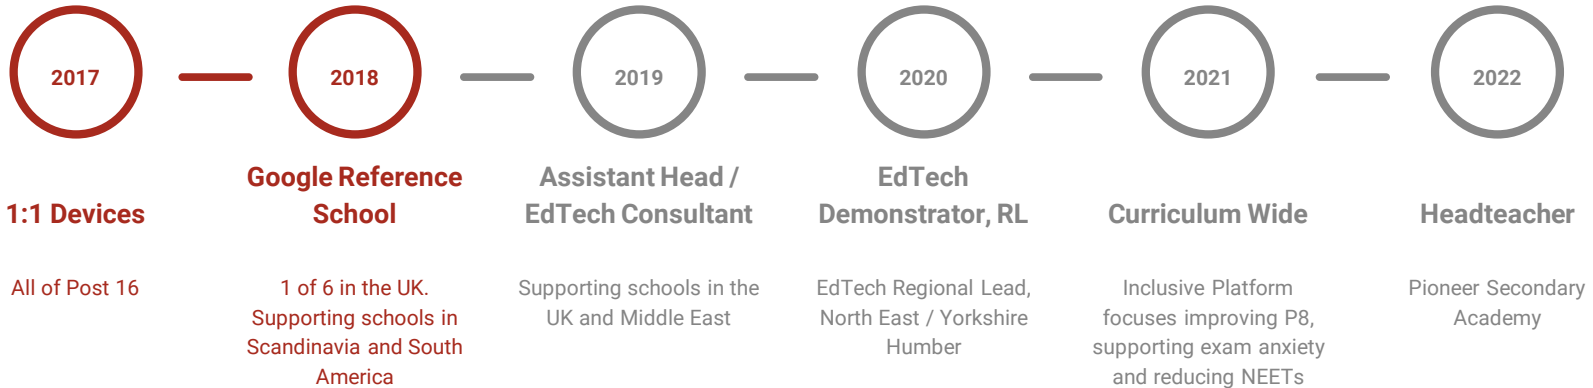 2017
1:1 Devices
All of Post 16
2018
Google Reference
School
1 of 6 in the UK.
Supporting schools in
Scandinavia and South
America
2019
Assistant Head /
EdTech Consultant
Supporting schools in the
UK and Middle East
2020
EdTech
Demonstrator, RL
EdTech Regional Lead,
North East / Yorkshire
Humber
2021
Curriculum Wide
Inclusive Platform
focuses improving P8,
supporting exam anxiety
and reducing NEETs
2022
Headteacher
Pioneer Secondary
Academy